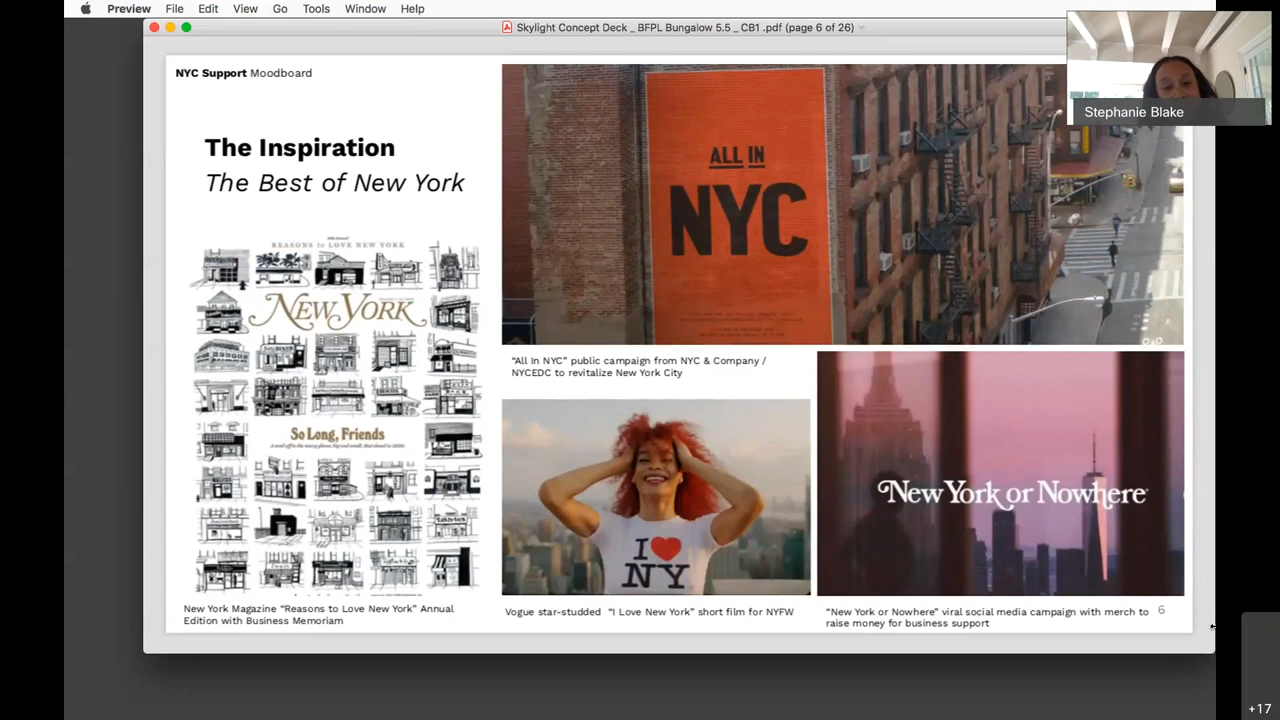 Preview File Edit View Go Tools Window Help
Skylight Concept Deck _ BFPL Bungalow 5.5 _ CB1 .pdf (page 6 of 26)
Stephanie Blake
NYC Support Moodboard
The Inspiration
The Best of New York
REASONS to LOVE NEW YORK
NEW YORK
So Long, Friends
New York Magazine “Reasons to Love New York” Annual
Edition with Business Memoriam
ALL IN
NYC
“All In NYC” public campaign from NYC & Company /
NYCEDC to revitalize New York City
I ❤ NY
Vogue star-studded “I Love New York” short film for NYFW
New York or Nowhere
“New York or Nowhere” viral social media campaign with merch to
raise money for business support
6
+17